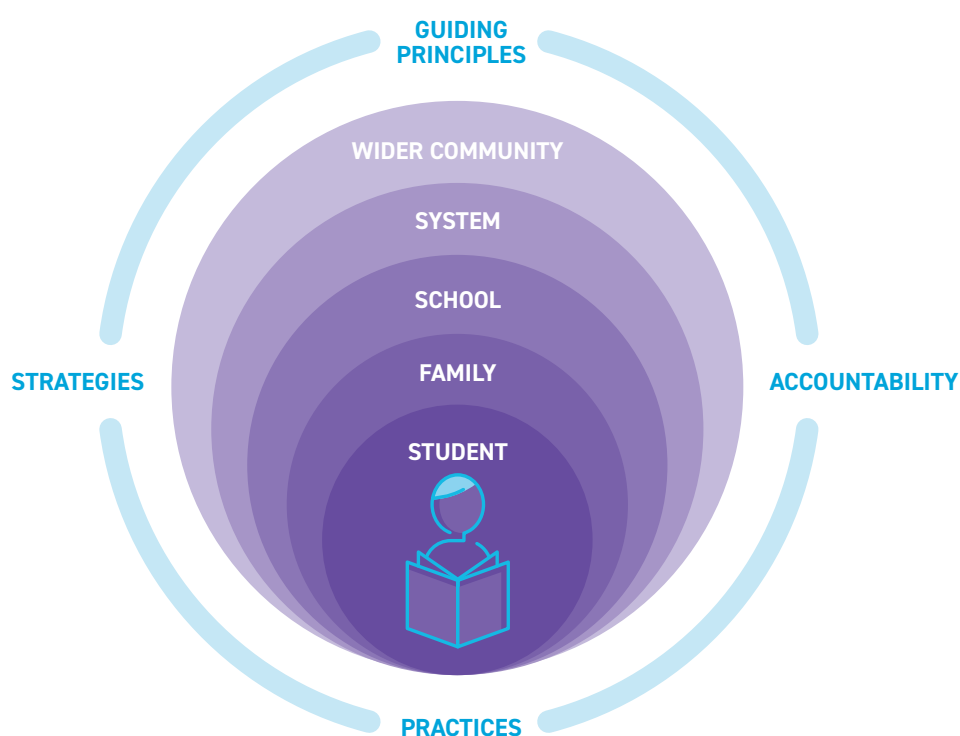 GUIDING
PRINCIPLES
WIDER COMMUNITY
SYSTEM
SCHOOL
FAMILY
STRATEGIES
ACCOUNTABILITY
STUDENT
PRACTICES